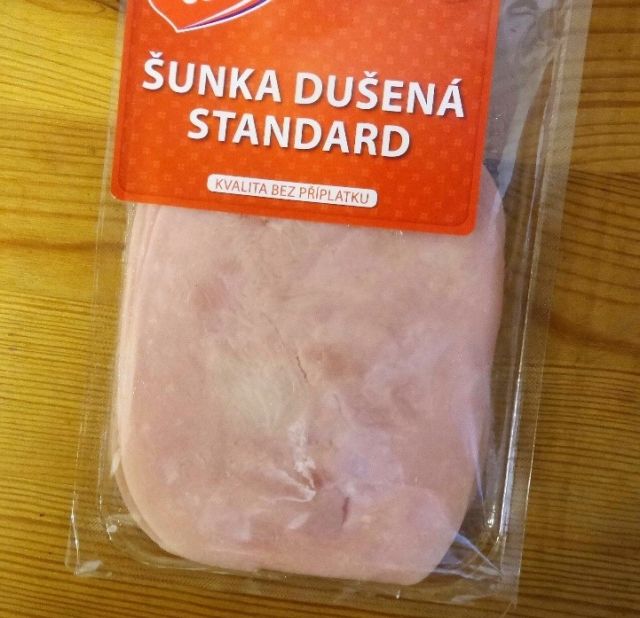 ŠUNKA DUŠENÁ
STANDARD
KVALITA BEZ PŘÍPLATKU